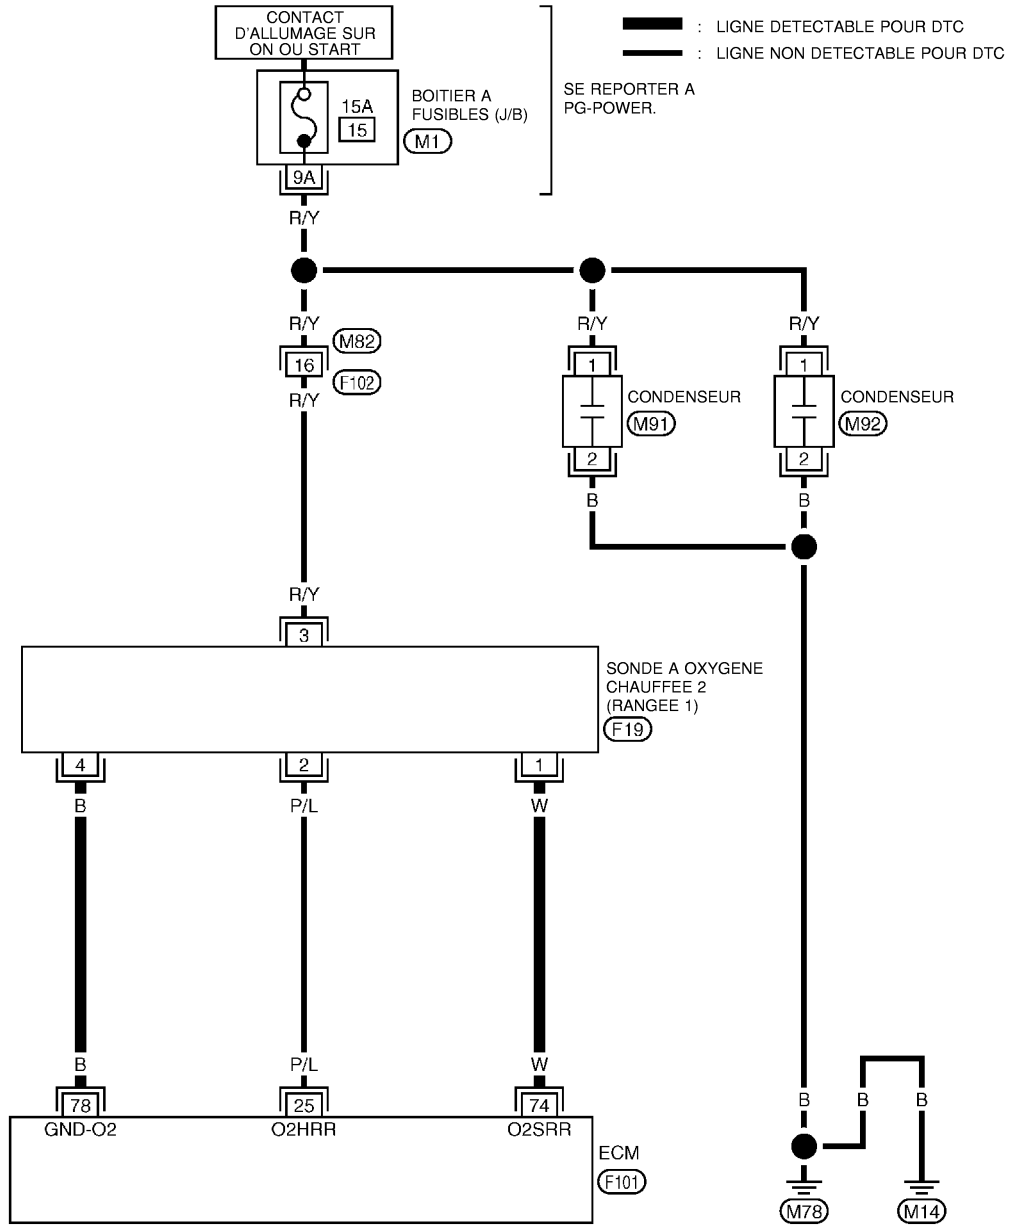 CONTACT
D'ALLUMAGE SUR
ON OU START
: LIGNE DETECTABLE POUR DTC
: LIGNE NON DETECTABLE POUR DTC
SE REPORTER A
PG-POWER.
BOITIER A
FUSIBLES (J/B)
M1
15A
15
9A
R/Y
R/Y R/Y R/Y
M82
16
F102
R/Y
1 1
CONDENSEUR CONDENSEUR
M91 M92
2 2
B B
R/Y
3
SONDE A OXYGENE
CHAUFFEE 2
(RANGEE 1)
F19
4 2 1
B P/L W
B P/L W
78 25 74
GND-O2 O2HRR O2SRR
ECM
F101
B B B
M78 M14